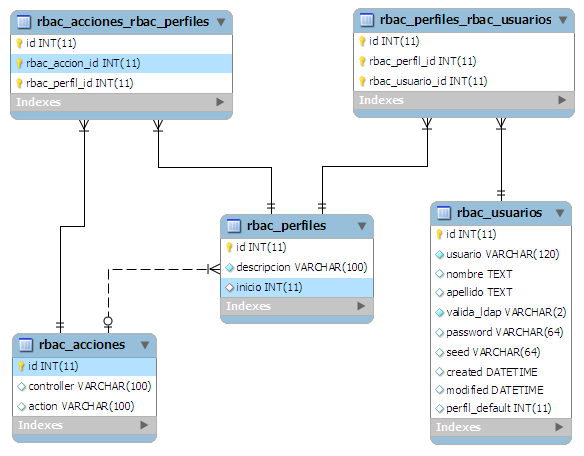 rbac_acciones_rbac_perfiles
id INT(11)
rbac_accion_id INT(11)
rbac_perfil_id INT(11)
Indexes
rbac_perfiles_rbac_usuarios
id INT(11)
rbac_perfil_id INT(11)
rbac_usuario_id INT(11)
Indexes
rbac_perfiles
id INT(11)
descripcion VARCHAR(100)
inicio INT(11)
Indexes
rbac_usuarios
id INT(11)
usuario VARCHAR(120)
nombre TEXT
apellido TEXT
valida_ldap VARCHAR(2)
password VARCHAR(64)
seed VARCHAR(64)
created DATETIME
modified DATETIME
perfil_default INT(11)
Indexes
rbac_acciones
id INT(11)
controller VARCHAR(100)
action VARCHAR(100)
Indexes